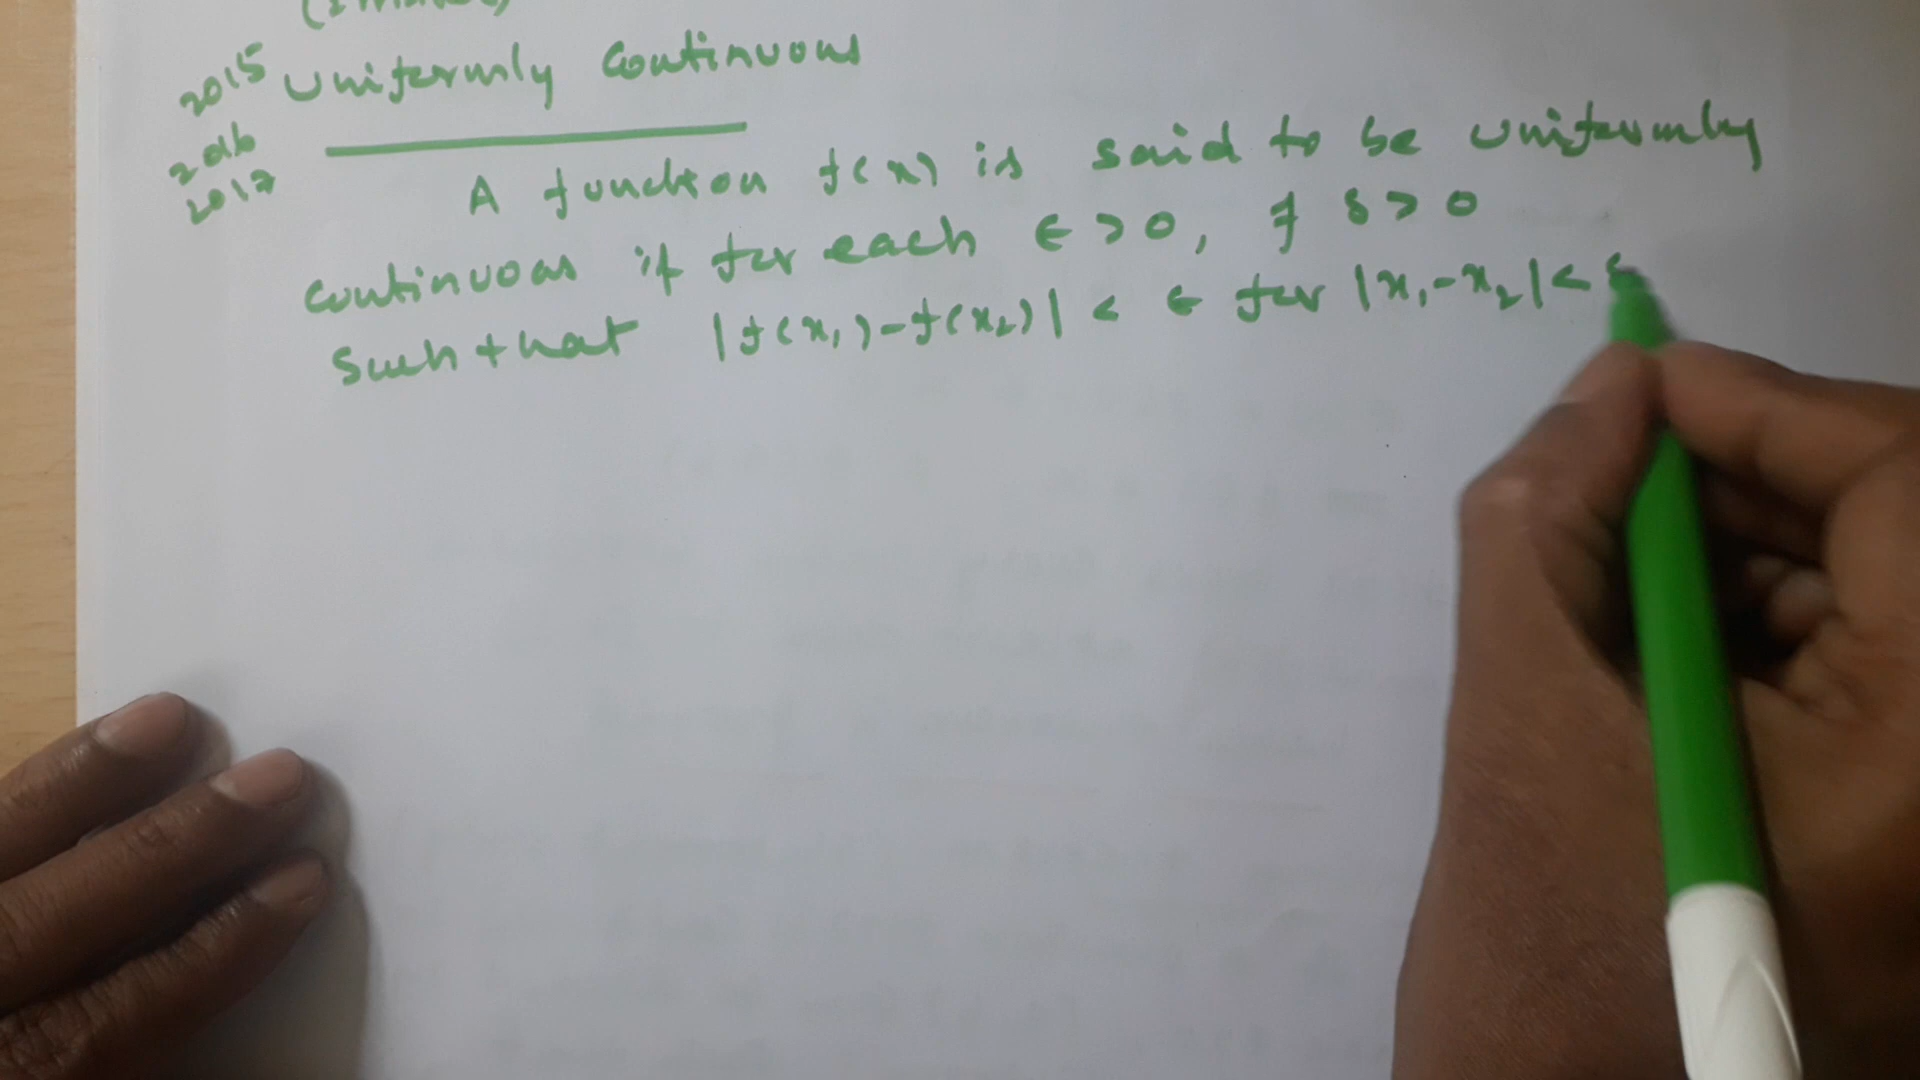 2015 Uniformly Continuous
2016
2017
A function f(x) is said to be uniformly
continuous if for each ϵ > 0, ∃ δ > 0
Such that |f(x₁)-f(x₂)| < ϵ for |x₁-x₂| < δ